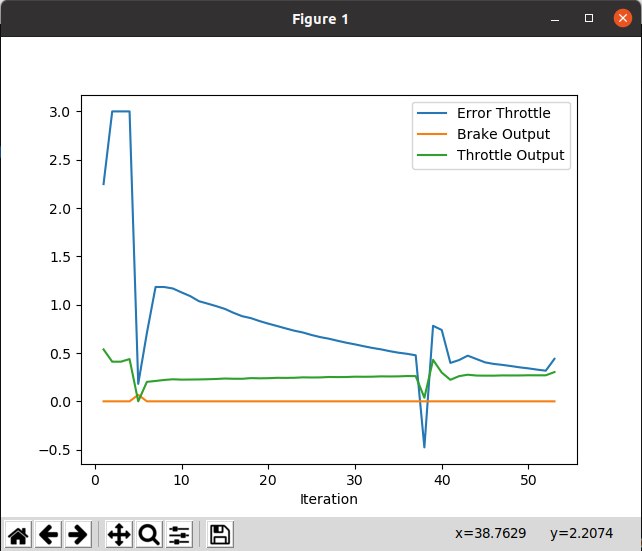 Figure 1
Error Throttle
Brake Output
Throttle Output
3.0
2.5
2.0
1.5
1.0
0.5
0.0
−0.5
0 10 20 30 40 50
Iteration
x=38.7629 y=2.2074